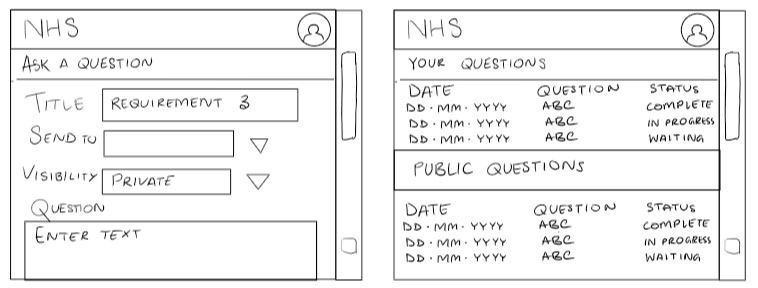 NHS
ASK A QUESTION
TITLE REQUIREMENT 3
SEND TO
VISIBILITY PRIVATE
QUESTION
ENTER TEXT
NHS
YOUR QUESTIONS
DATE QUESTION STATUS
DD.MM.YYYY ABC COMPLETE
DD.MM.YYYY ABC IN PROGRESS
DD.MM.YYYY ABC WAITING
PUBLIC QUESTIONS
DATE QUESTION STATUS
DD.MM.YYYY ABC COMPLETE
DD.MM.YYYY ABC IN PROGRESS
DD.MM.YYYY ABC WAITING